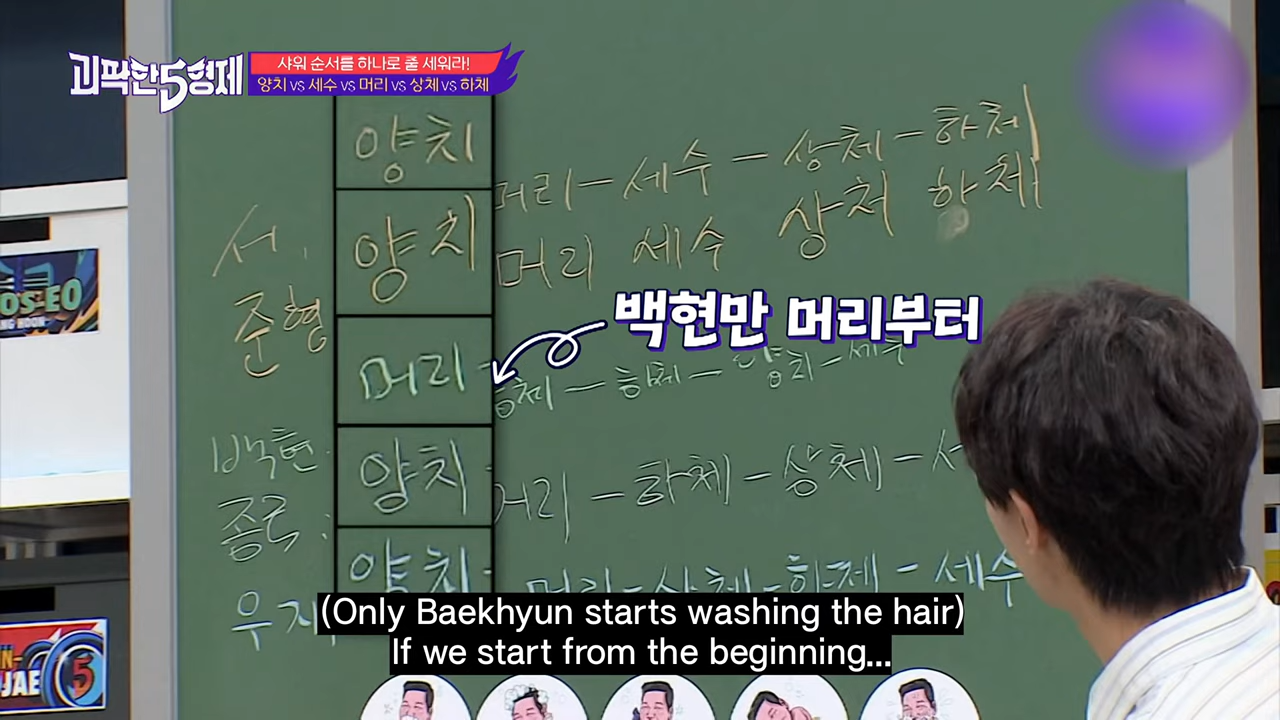 괴팍한5형제
샤워 순서를 하나로 줄 세워라!
양치 vs 세수 vs 머리 vs 상체 vs 하체
서. 양치 머리 - 세수 - 상체 - 하체
준형 양치 머리 세수 상체 하체
백현만 머리부터
백현. 머리 - 상체 - 하체 - 양치 - 세수
종국: 양치 - 머리 - 하체 - 상체 -
우지 양치 - 머리 - 상체 - 하체 - 세수
(Only Baekhyun starts washing the hair)
If we start from the beginning...
5